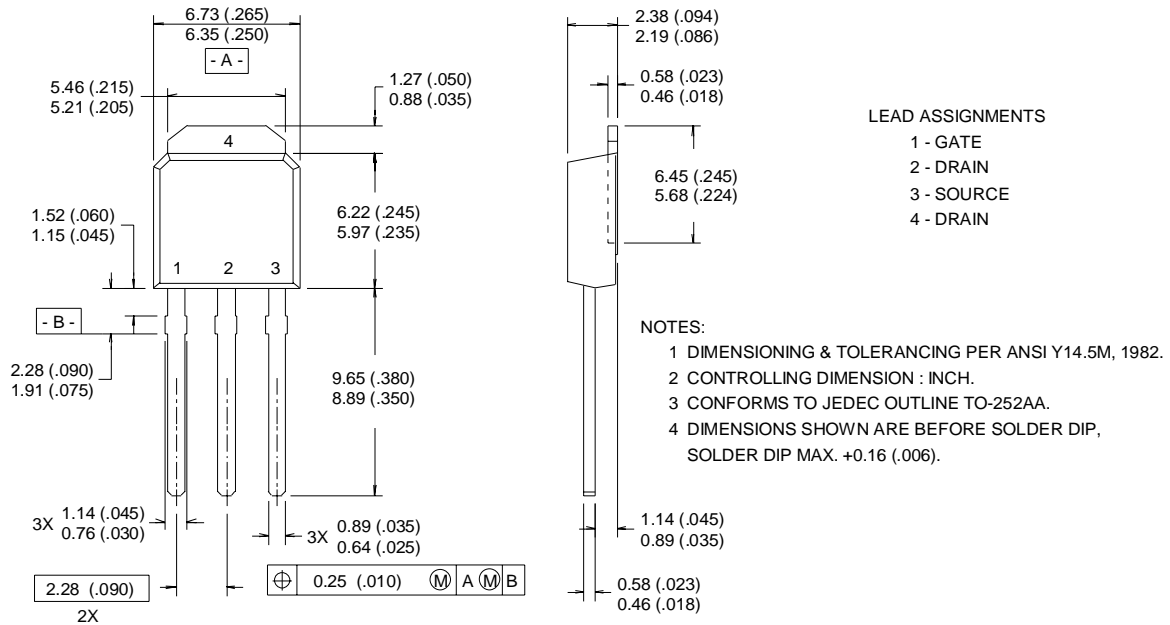 6.73 (.265)
6.35 (.250)
- A -
5.46 (.215)
5.21 (.205)
1.27 (.050)
0.88 (.035)
4
6.22 (.245)
5.97 (.235)
1.52 (.060)
1.15 (.045)
1 2 3
- B -
2.28 (.090)
1.91 (.075)
9.65 (.380)
8.89 (.350)
3X 1.14 (.045)
0.76 (.030)
3X 0.89 (.035)
0.64 (.025)
2.28 (.090)
2X
⌖ 0.25 (.010) Ⓜ A Ⓜ B
2.38 (.094)
2.19 (.086)
0.58 (.023)
0.46 (.018)
6.45 (.245)
5.68 (.224)
1.14 (.045)
0.89 (.035)
0.58 (.023)
0.46 (.018)
LEAD ASSIGNMENTS
1 - GATE
2 - DRAIN
3 - SOURCE
4 - DRAIN
NOTES:
1 DIMENSIONING & TOLERANCING PER ANSI Y14.5M, 1982.
2 CONTROLLING DIMENSION : INCH.
3 CONFORMS TO JEDEC OUTLINE TO-252AA.
4 DIMENSIONS SHOWN ARE BEFORE SOLDER DIP,
SOLDER DIP MAX. +0.16 (.006).